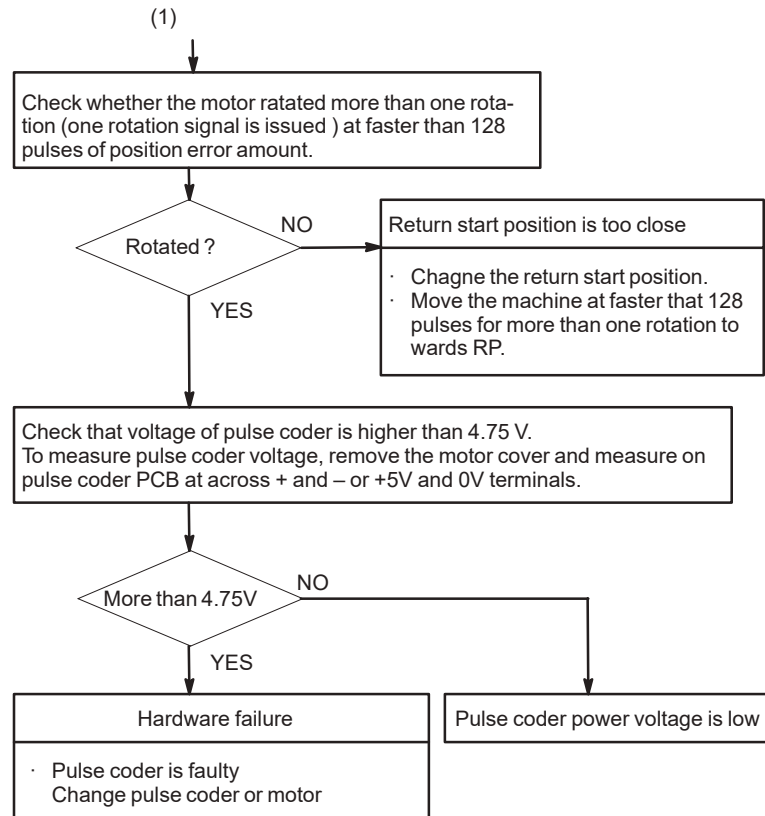 (1)
Check whether the motor ratated more than one rota-
tion (one rotation signal is issued ) at faster than 128
pulses of position error amount.
Rotated ?
NO
YES
Return start position is too close
· Chagne the return start position.
· Move the machine at faster that 128
pulses for more than one rotation to
wards RP.
Check that voltage of pulse coder is higher than 4.75 V.
To measure pulse coder voltage, remove the motor cover and measure on
pulse coder PCB at across + and – or +5V and 0V terminals.
More than 4.75V
NO
YES
Hardware failure
· Pulse coder is faulty
Change pulse coder or motor
Pulse coder power voltage is low